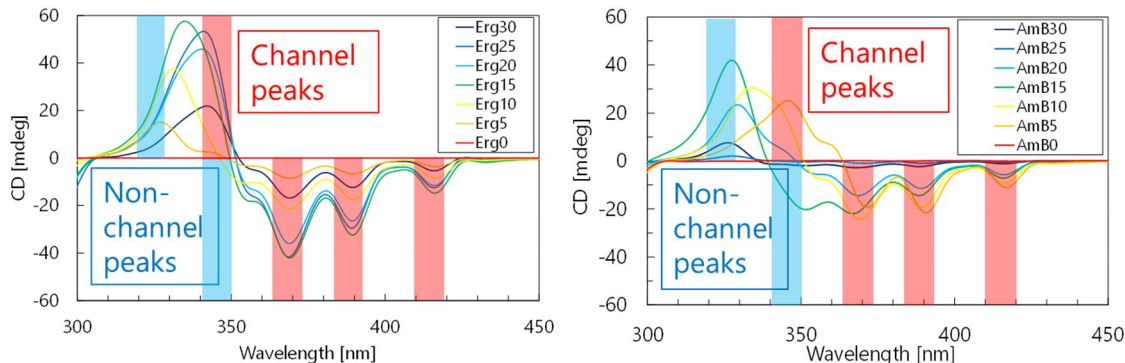 60
40
20
0
-20
-40
-60
CD [mdeg]
Channel
peaks
Non-
channel
peaks
Erg30
Erg25
Erg20
Erg15
Erg10
Erg5
Erg0
300
350
400
450
Wavelength [nm]
60
40
20
0
-20
-40
-60
CD [mdeg]
Channel
peaks
Non-
channel
peaks
AmB30
AmB25
AmB20
AmB15
AmB10
AmB5
AmB0
300
350
400
450
Wavelength [nm]